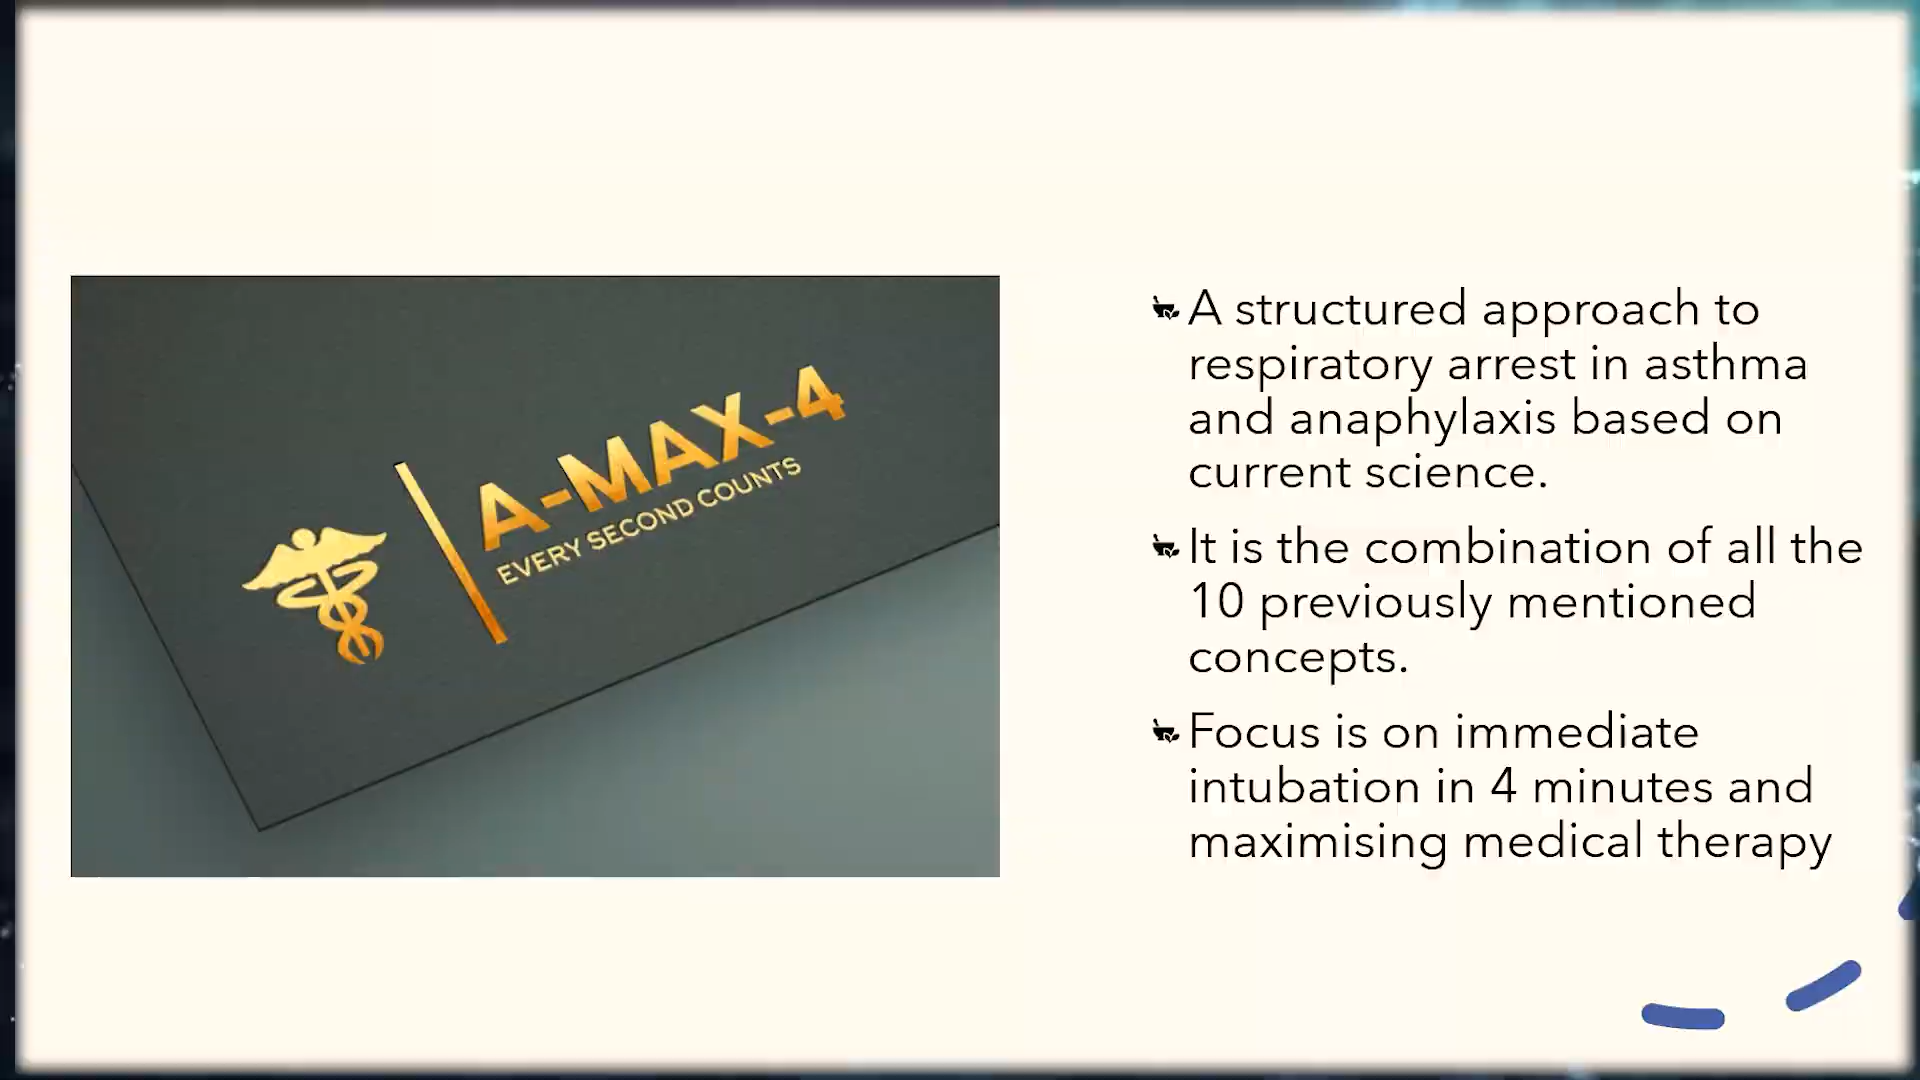 A-MAX-4
EVERY SECOND COUNTS
A structured approach to
respiratory arrest in asthma
and anaphylaxis based on
current science.
It is the combination of all the
10 previously mentioned
concepts.
Focus is on immediate
intubation in 4 minutes and
maximising medical therapy